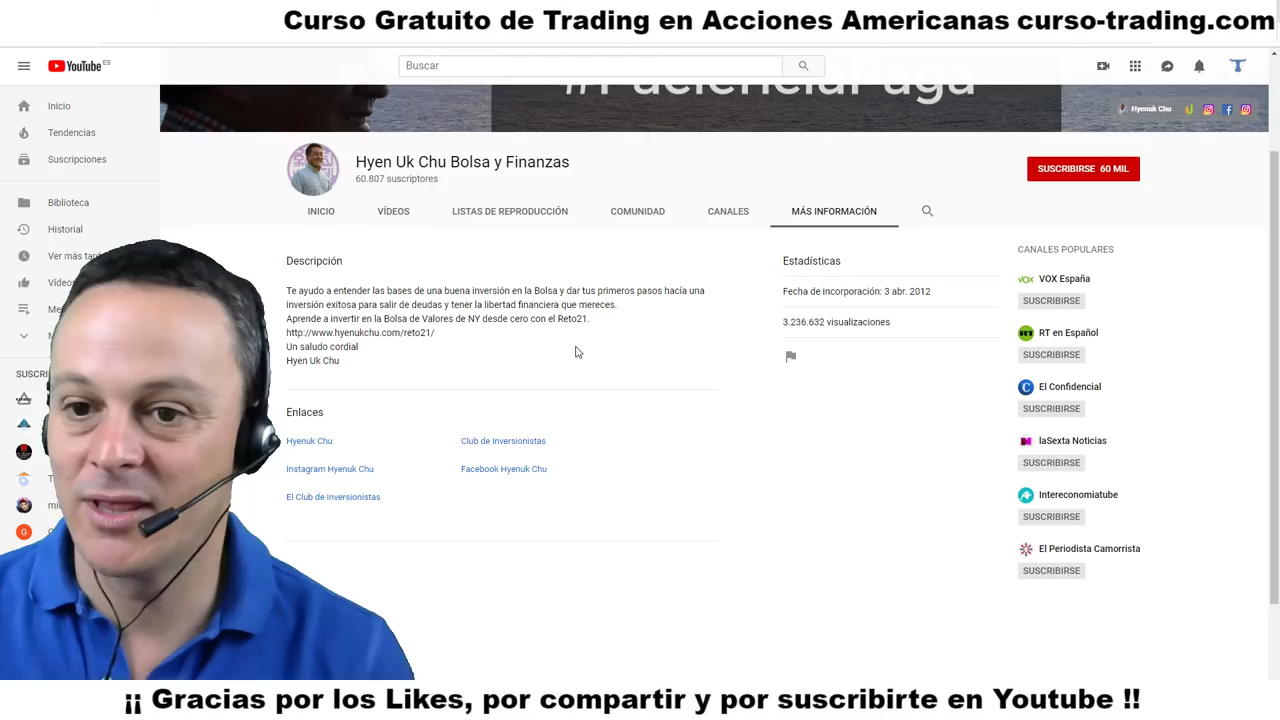 Curso Gratuito de Trading en Acciones Americanas curso-trading.com
YouTube ES
Buscar
#PacienciaPaga
Hyenuk Chu
Inicio
Tendencias
Suscripciones
Biblioteca
Historial
Ver más tard
Vídeos
Hyen Uk Chu Bolsa y Finanzas
60.807 suscriptores
SUSCRIBIRSE 60 MIL
INICIO VÍDEOS LISTAS DE REPRODUCCIÓN COMUNIDAD CANALES MÁS INFORMACIÓN
Descripción
Te ayudo a entender las bases de una buena inversión en la Bolsa y dar tus primeros pasos hacía una
inversión exitosa para salir de deudas y tener la libertad financiera que mereces.
Aprende a invertir en la Bolsa de Valores de NY desde cero con el Reto21.
http://www.hyenukchu.com/reto21/
Un saludo cordial
Hyen Uk Chu
Enlaces
Hyenuk Chu Club de Inversionistas
Instagram Hyenuk Chu Facebook Hyenuk Chu
El Club de Inversionistas
Estadísticas
Fecha de incorporación: 3 abr. 2012
3.236.632 visualizaciones
CANALES POPULARES
VOX España
SUSCRIBIRSE
RT en Español
SUSCRIBIRSE
El Confidencial
SUSCRIBIRSE
laSexta Noticias
SUSCRIBIRSE
Intereconomiatube
SUSCRIBIRSE
El Periodista Camorrista
SUSCRIBIRSE
¡¡ Gracias por los Likes, por compartir y por suscribirte en Youtube !!